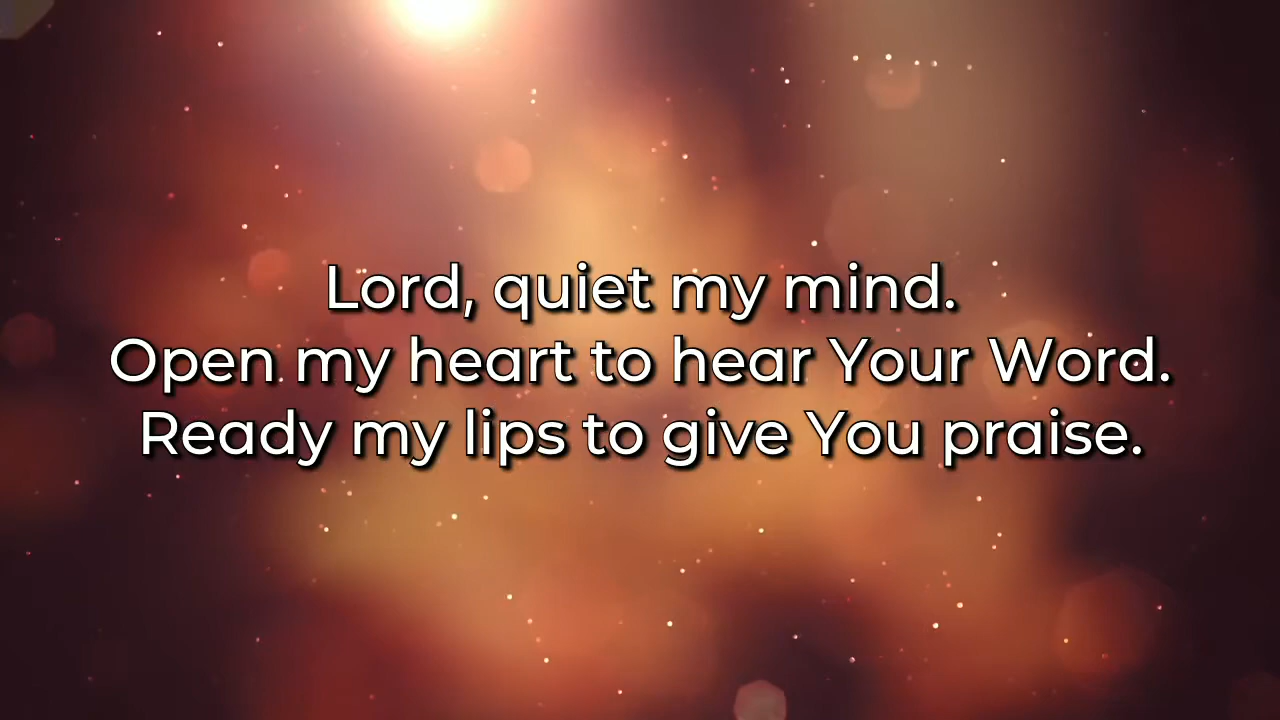 Lord, quiet my mind.
Open my heart to hear Your Word.
Ready my lips to give You praise.